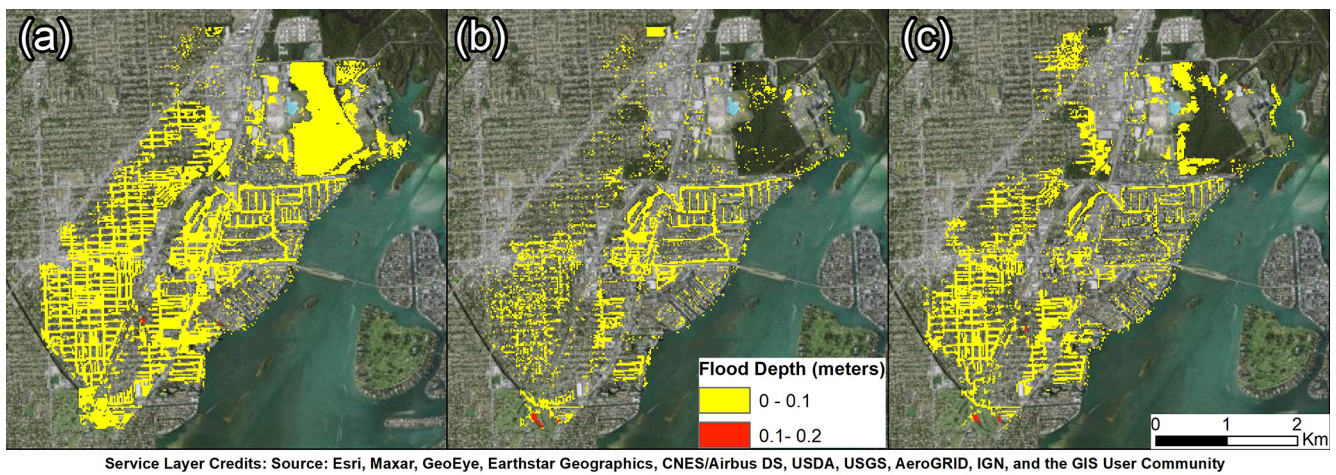 (a)
(b)
(c)
Flood Depth (meters)
0 - 0.1
0.1- 0.2
0 1 2
Km
Service Layer Credits: Source: Esri, Maxar, GeoEye, Earthstar Geographics, CNES/Airbus DS, USDA, USGS, AeroGRID, IGN, and the GIS User Community